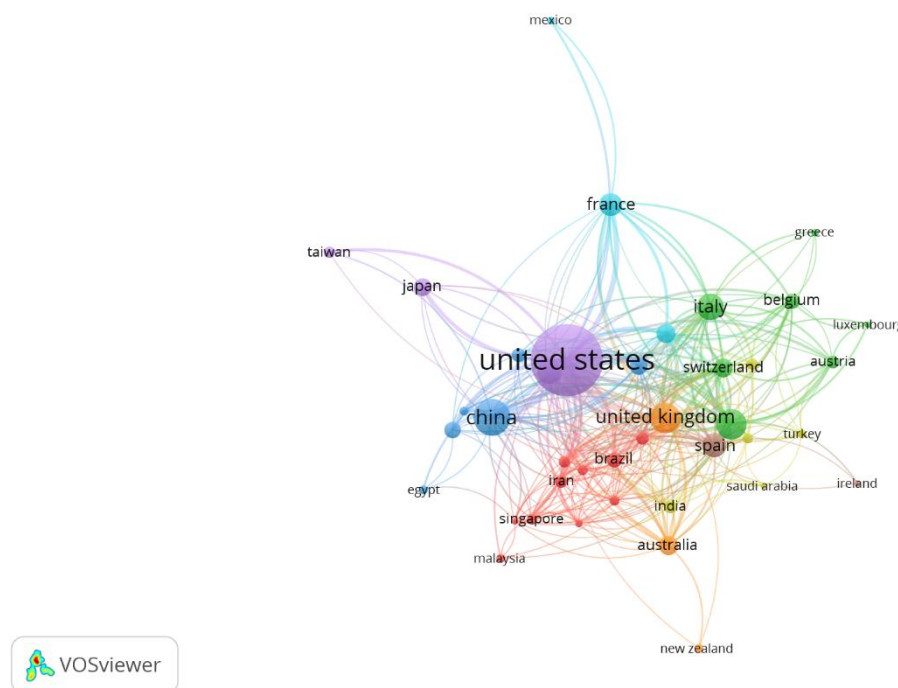 mexico
france
greece
taiwan
japan
belgium
italy
luxembourg
united states
switzerland
austria
china
united kingdom
turkey
spain
brazil
iran
egypt
saudi arabia
ireland
india
singapore
australia
malaysia
new zealand
VOSviewer